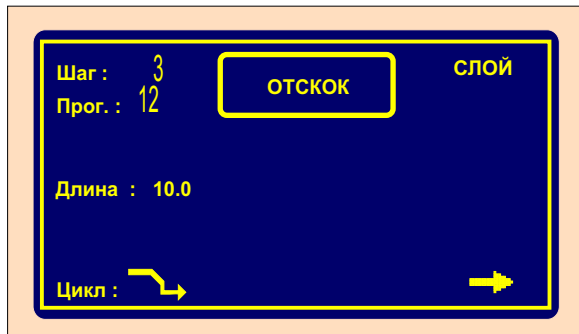 Шаг : 3
ОТСКОК
СЛОЙ
Прог. : 12
Длина : 10.0
Цикл :